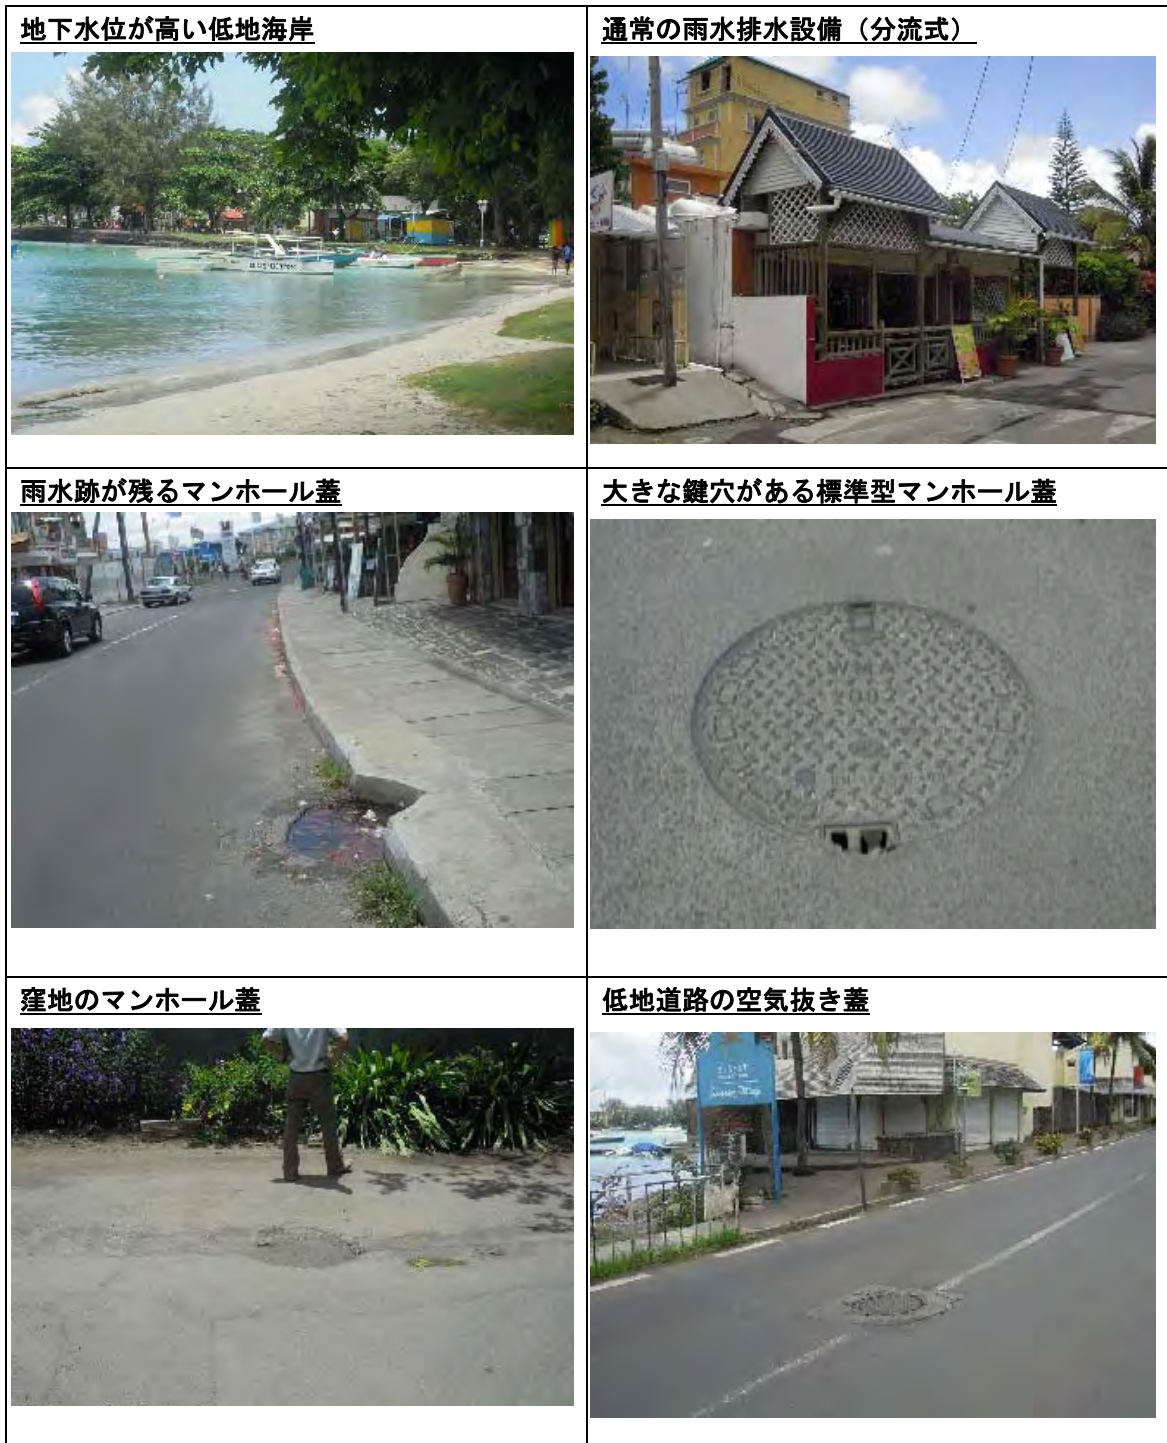 地下水位が高い低地海岸
通常の雨水排水設備(分流式)
雨水跡が残るマンホール蓋
大きな鍵穴がある標準型マンホール蓋
WMA
2007
窪地のマンホール蓋
低地道路の空気抜き蓋